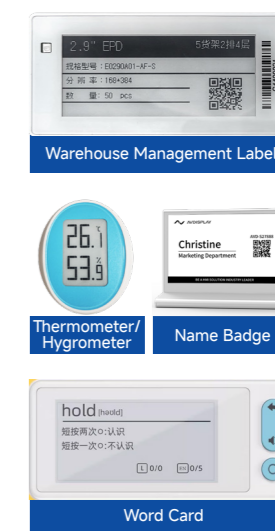 2.9" EPD 5货架2排4层
规格型号：E0290A01-AF-S
分 辨 率：168*384
数 量：50 pcs
Warehouse Management Label
26.1
53.9
Thermometer/
Hygrometer
AVDISPLAY
Christine
Marketing Department
Name Badge
hold [həʊld]
短按两次○:认识
短按一次○:不认识
L 0/0 0/5
Word Card